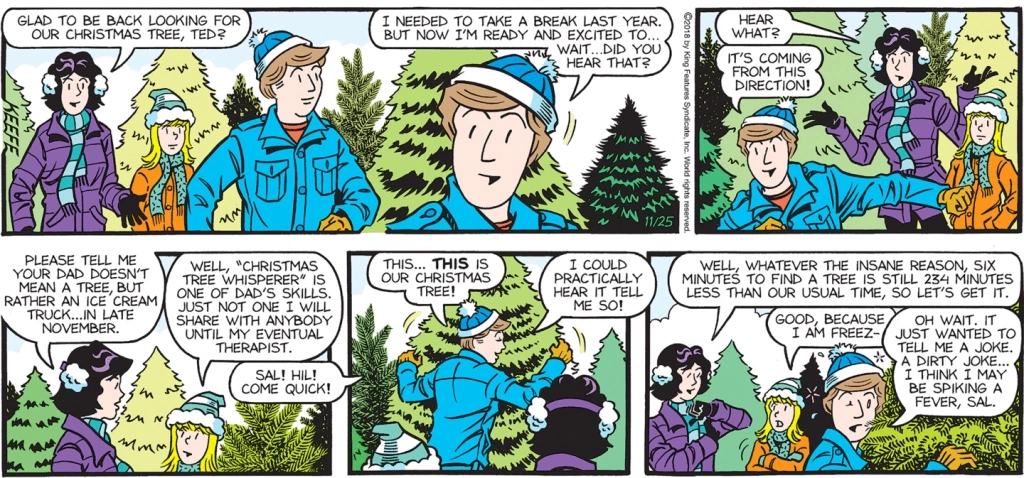 GLAD TO BE BACK LOOKING FOR
OUR CHRISTMAS TREE, TED?
I NEEDED TO TAKE A BREAK LAST YEAR.
BUT NOW I'M READY AND EXCITED TO...
WAIT...DID YOU
HEAR THAT?
11/25
©2018 by King Features Syndicate, Inc. World rights reserved.
HEAR
WHAT?
IT'S COMING
FROM THIS
DIRECTION!
PLEASE TELL ME
YOUR DAD DOESN'T
MEAN A TREE, BUT
RATHER AN ICE CREAM
TRUCK...IN LATE
NOVEMBER.
WELL, "CHRISTMAS
TREE WHISPERER" IS
ONE OF DAD'S SKILLS.
JUST NOT ONE I WILL
SHARE WITH ANYBODY
UNTIL MY EVENTUAL
THERAPIST.
SAL! HIL!
COME QUICK!
THIS... THIS IS
OUR CHRISTMAS
TREE!
I COULD
PRACTICALLY
HEAR IT TELL
ME SO!
WELL, WHATEVER THE INSANE REASON, SIX
MINUTES TO FIND A TREE IS STILL 234 MINUTES
LESS THAN OUR USUAL TIME, SO LET'S GET IT.
GOOD, BECAUSE
I AM FREEZ-
OH WAIT. IT
JUST WANTED TO
TELL ME A JOKE.
A DIRTY JOKE...
I THINK I MAY
BE SPIKING A
FEVER, SAL.